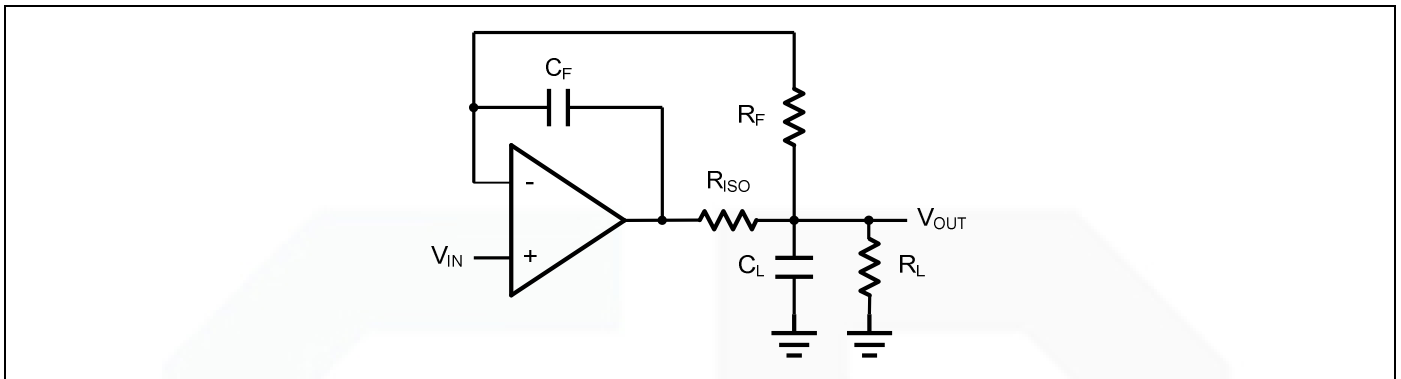 C_F
R_F
-
R_ISO
V_OUT
V_IN
+
C_L
R_L